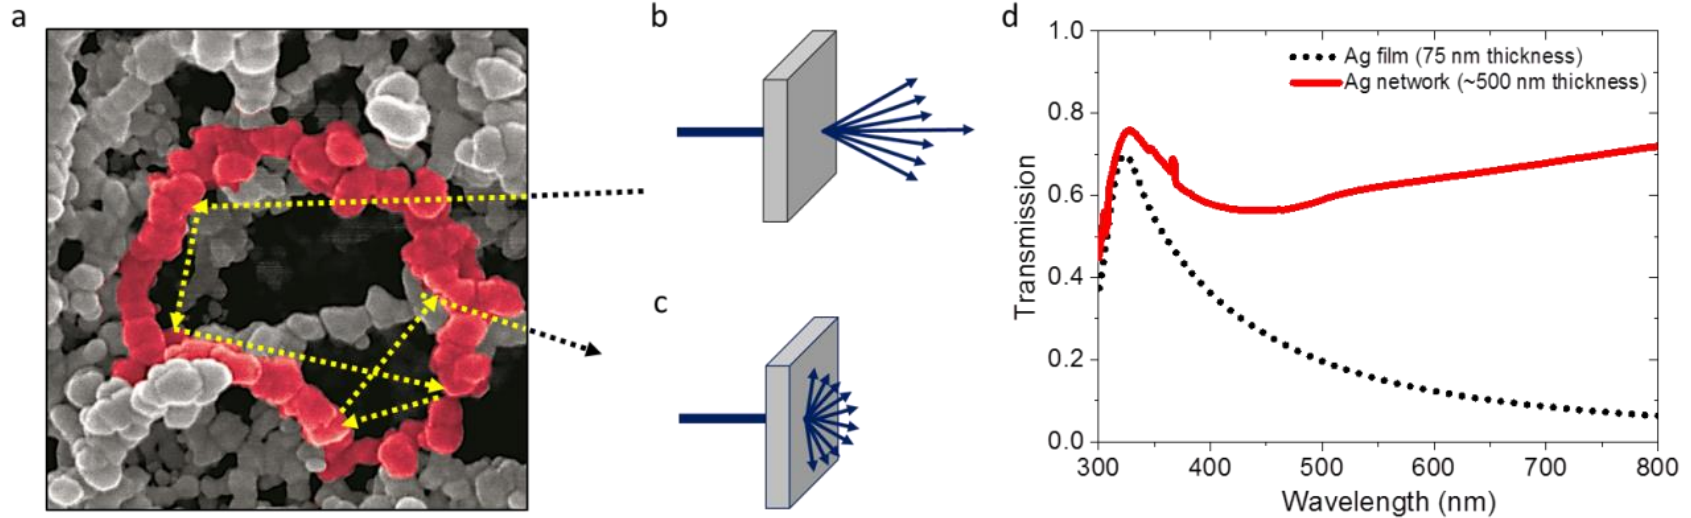 a
b
c
d
1.0
0.8
0.6
0.4
0.2
0.0
Transmission
Ag film (75 nm thickness)
Ag network (~500 nm thickness)
300 400 500 600 700 800
Wavelength (nm)